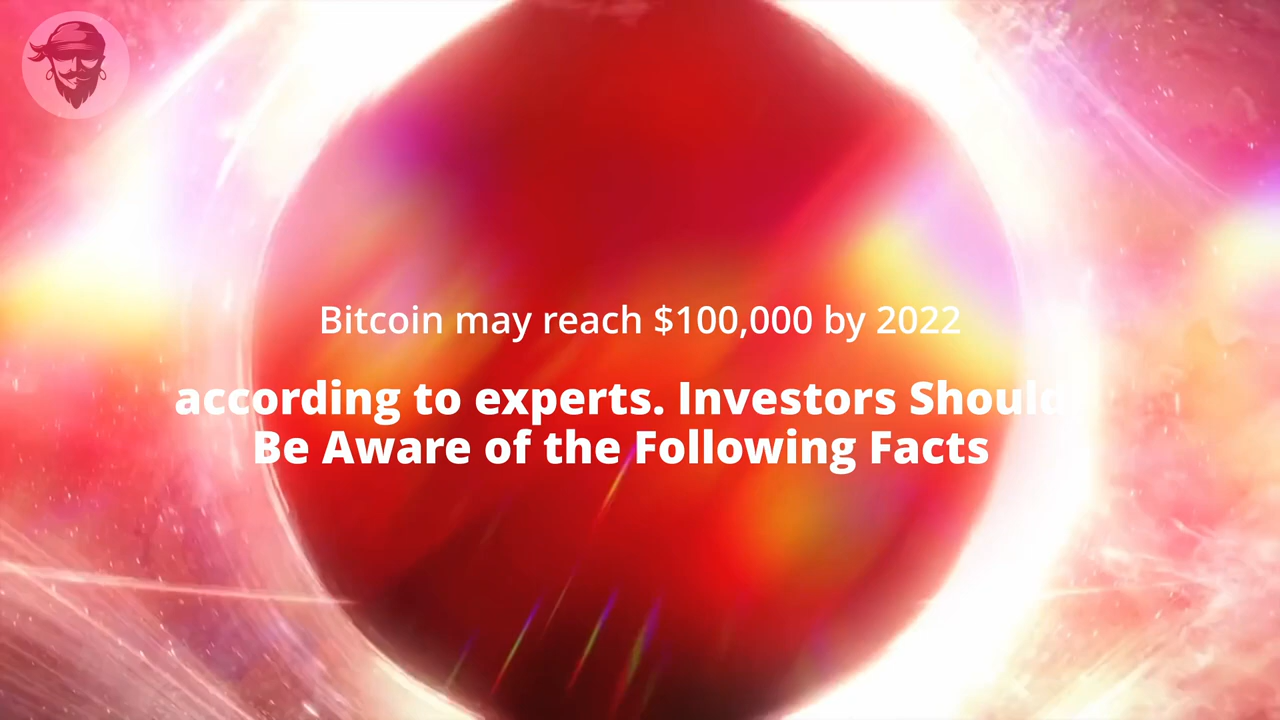 Bitcoin may reach $100,000 by 2022
according to experts. Investors Should
Be Aware of the Following Facts